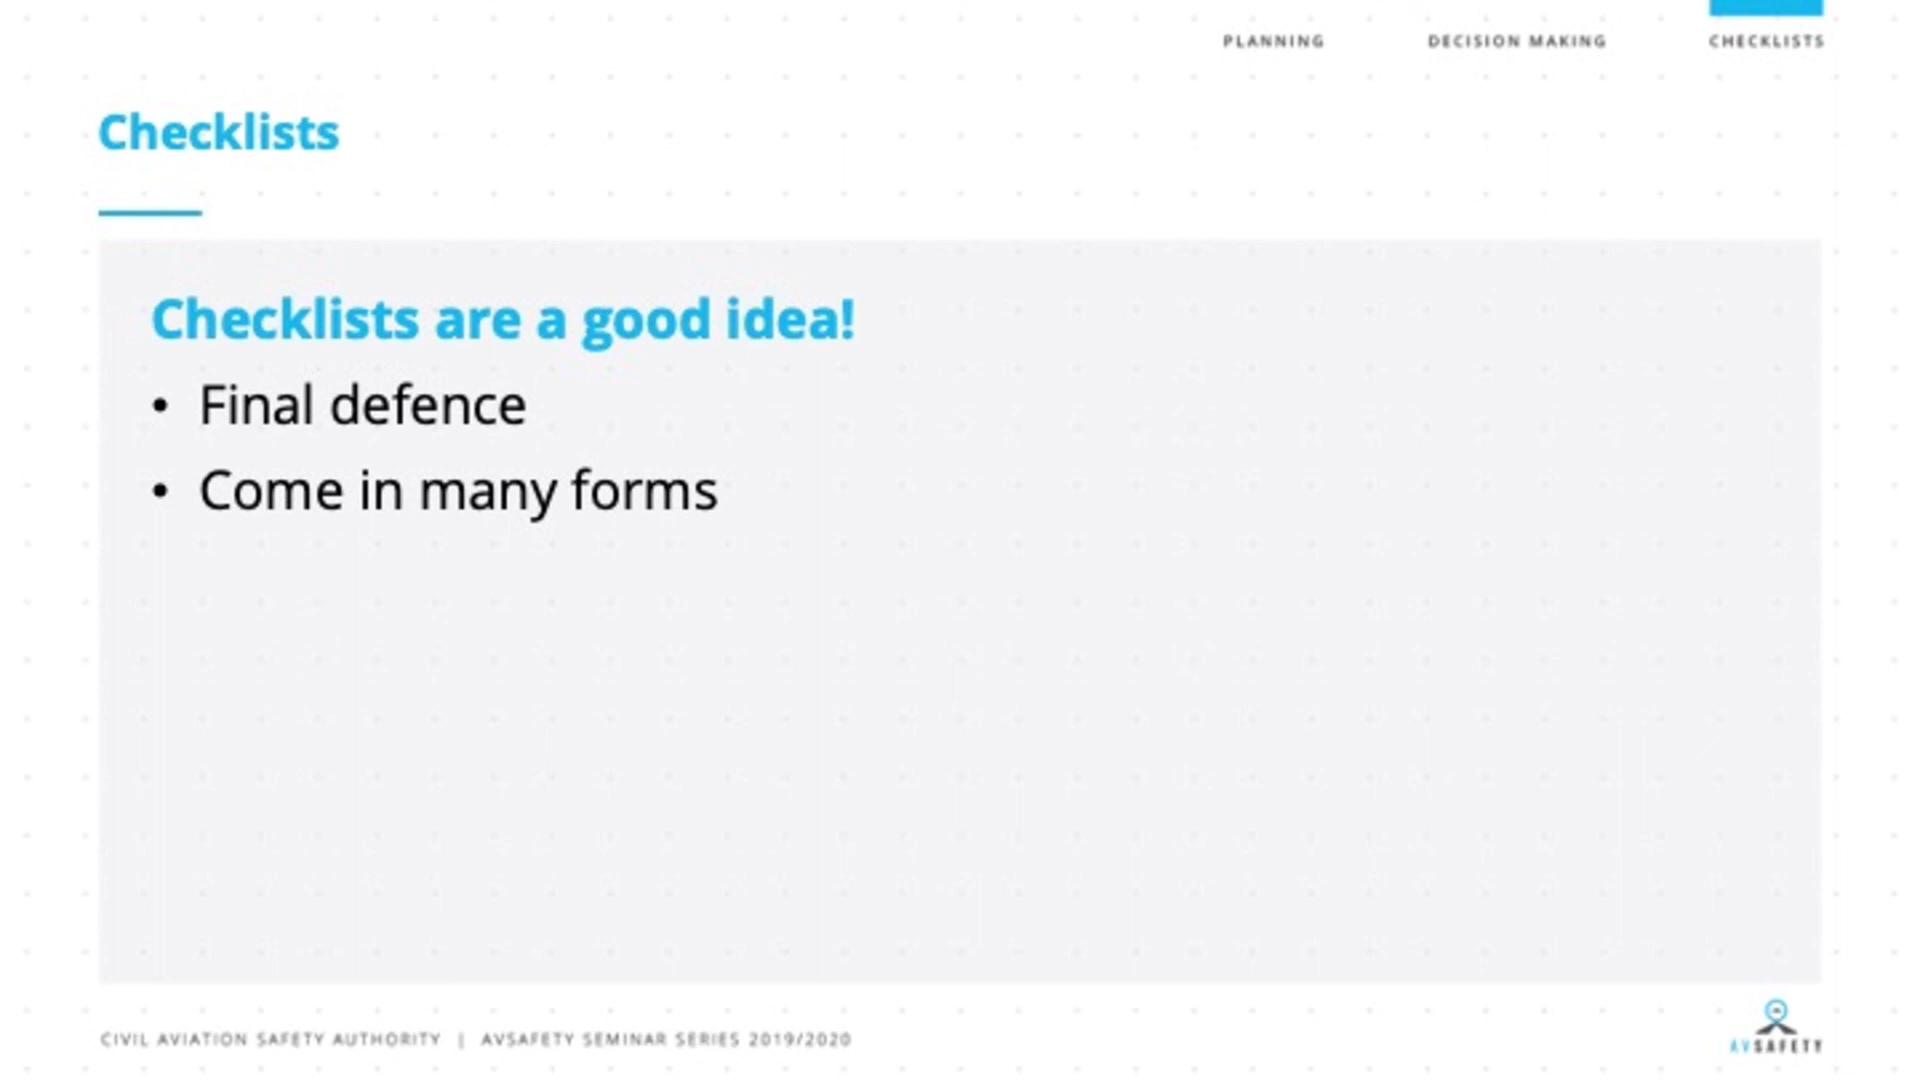 PLANNING DECISION MAKING CHECKLISTS
Checklists
Checklists are a good idea!
• Final defence
• Come in many forms
CIVIL AVIATION SAFETY AUTHORITY | AVSAFETY SEMINAR SERIES 2019/2020
AVSAFETY